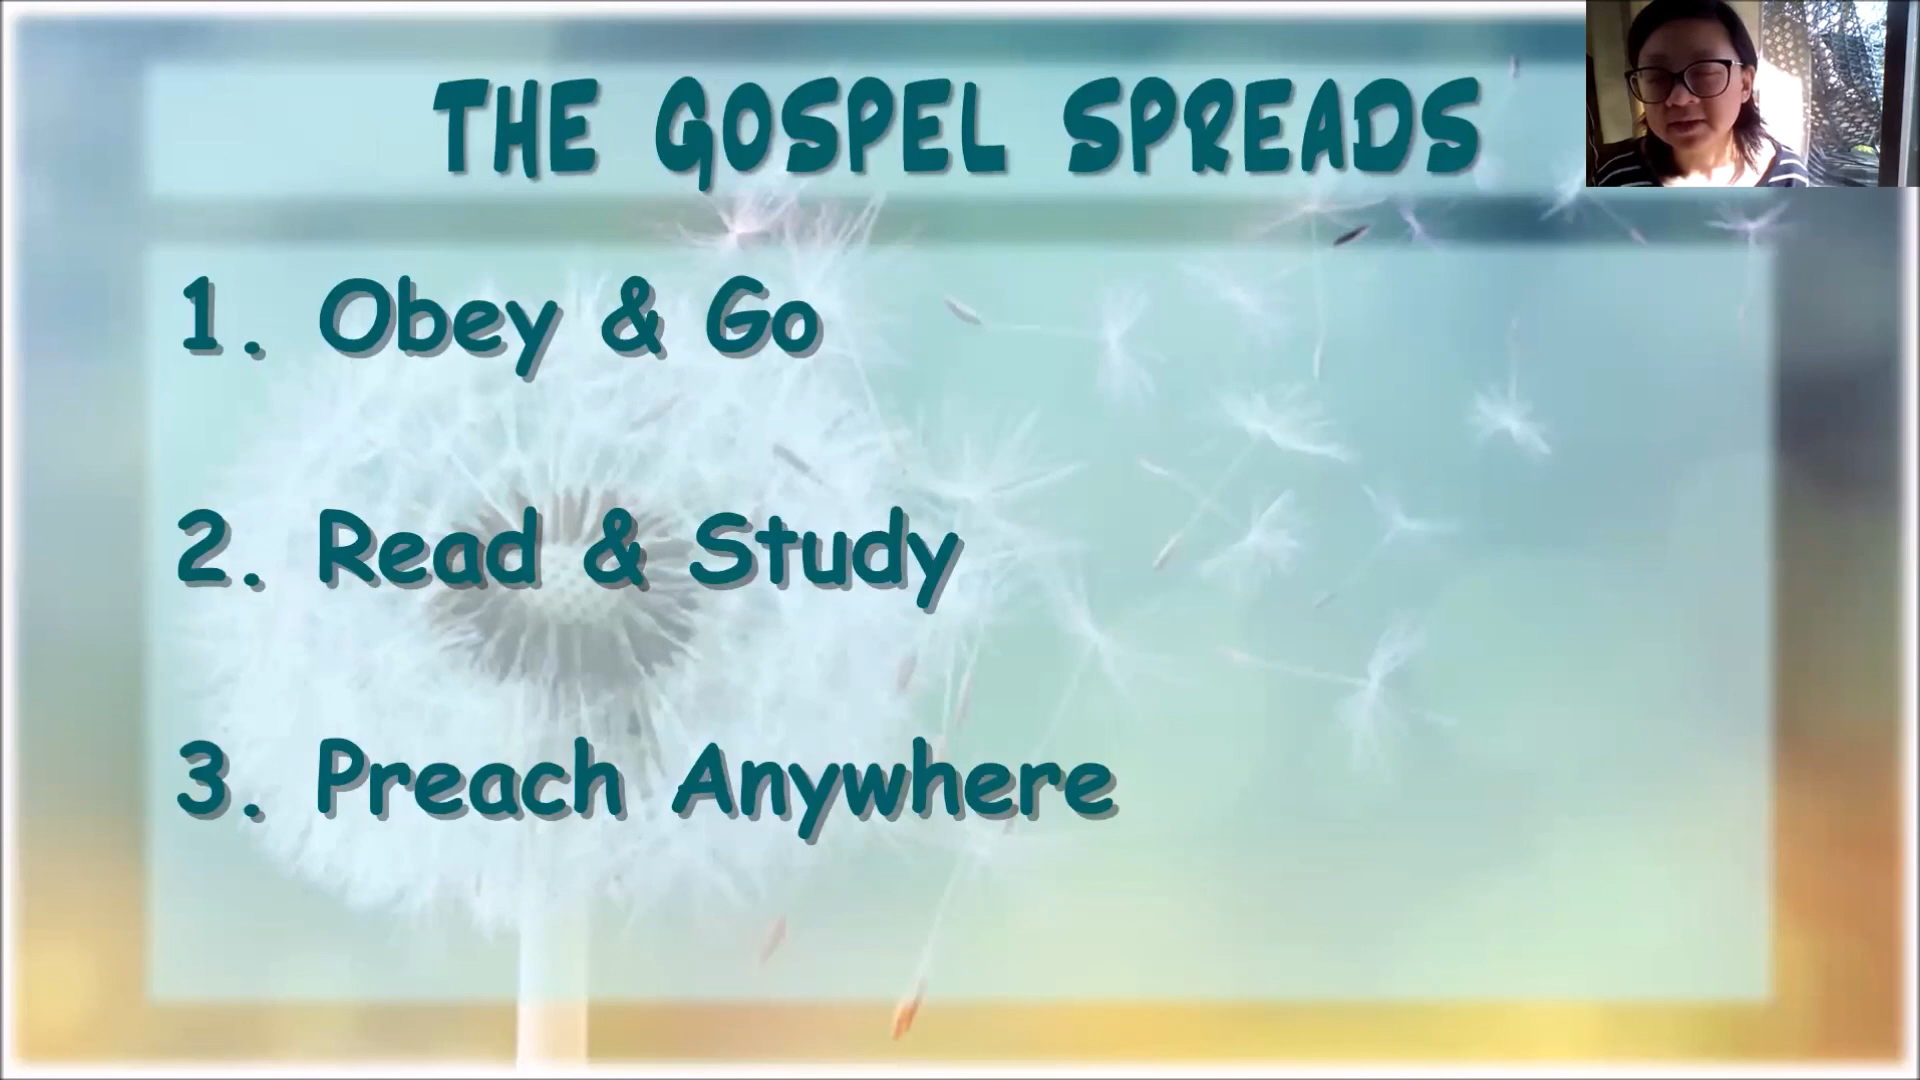 THE GOSPEL SPREADS
1. Obey & Go
2. Read & Study
3. Preach Anywhere